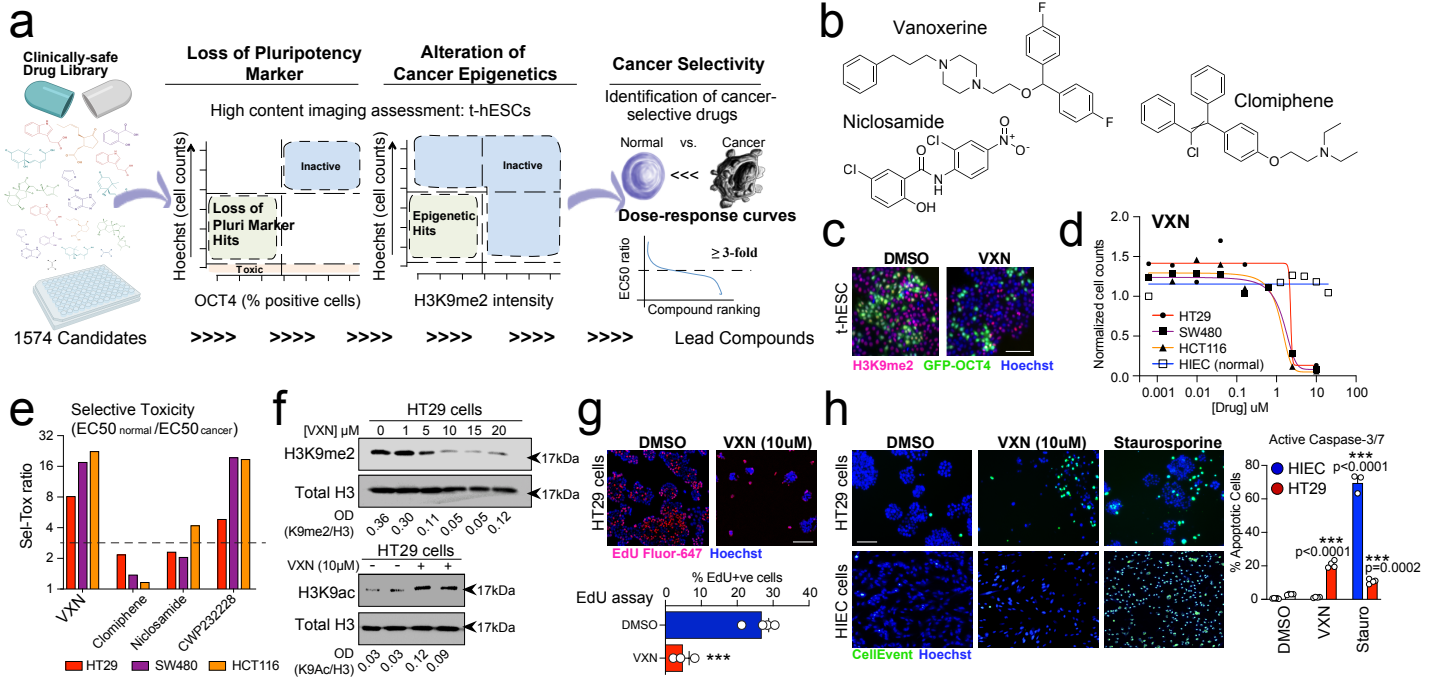 a
Clinically-safe
Drug Library
Loss of Pluripotency
Marker
Alteration of
Cancer Epigenetics
Cancer Selectivity
High content imaging assessment: t-hESCs
Identification of cancer-
selective drugs
Hoechst (cell counts)
Inactive
Loss of
Pluri Marker
Hits
Toxic
OCT4 (% positive cells)
Hoechst (cell counts)
Inactive
Epigenetic
Hits
H3K9me2 intensity
Normal vs. Cancer
<<<
Dose-response curves
EC50 ratio
≥ 3-fold
Compound ranking
1574 Candidates >>>> >>>> >>>> >>>> >>>> >>>> Lead Compounds
b
Vanoxerine
F
N
N
O
F
Niclosamide
Cl
O
N
H
Cl
N+
O
O-
OH
Clomiphene
Cl
O
N
c
DMSO VXN
t-hESC
H3K9me2 GFP-OCT4 Hoechst
d
VXN
Normalized cell counts
2.0
1.5
1.0
0.5
0.0
HT29
SW480
HCT116
HIEC (normal)
0.001 0.01 0.1 1 10 100
[Drug] uM
e
Selective Toxicity
(EC50 normal/EC50 cancer)
Sel-Tox ratio
32
16
8
4
2
1
VXN
Clomiphene
Niclosamide
CWP23228
HT29 SW480 HCT116
f
HT29 cells
[VXN] µM 0 1 5 10 15 20
H3K9me2 17kDa
Total H3 17kDa
OD
(K9me2/H3)
0.36 0.30 0.11 0.05 0.05 0.12
HT29 cells
VXN (10µM) - - + +
H3K9ac 17kDa
Total H3 17kDa
OD
(K9Ac/H3)
0.03 0.03 0.12 0.09
g
DMSO VXN (10uM)
HT29 cells
EdU Fluor-647 Hoechst
% EdU+ve cells
EdU assay
0 20 40
DMSO
VXN
***
h
DMSO VXN (10uM) Staurosporine
HT29 cells
HIEC cells
CellEvent Hoechst
Active Caspase-3/7
HIEC
HT29
***
p<0.0001
***
p<0.0001
***
p=0.0002
% Apoptotic Cells
80
60
40
20
0
DMSO
VXN
Stauro